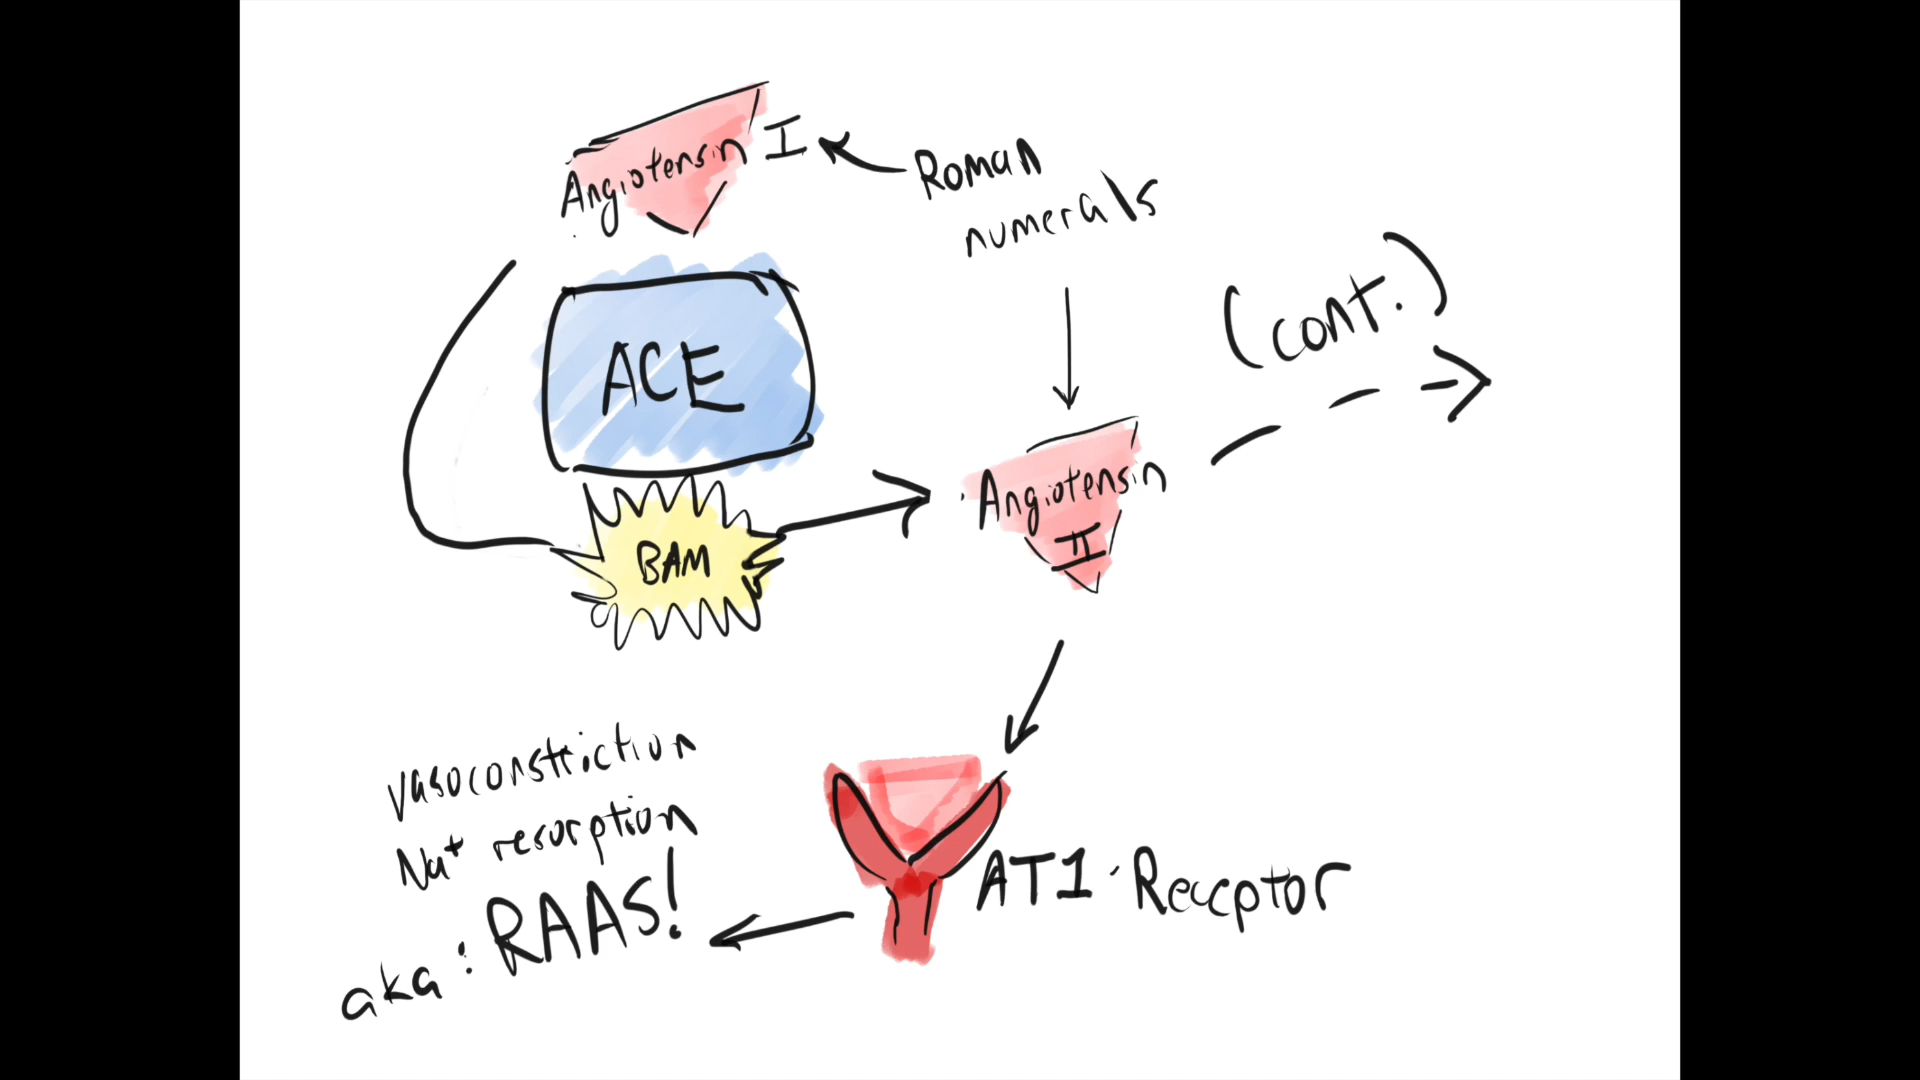 Angiotensin I
Roman
numerals
ACE
(cont.)
BAM
Angiotensin
II
vasoconstriction
Na+ resorption
aka: RAAS!
AT1 Receptor